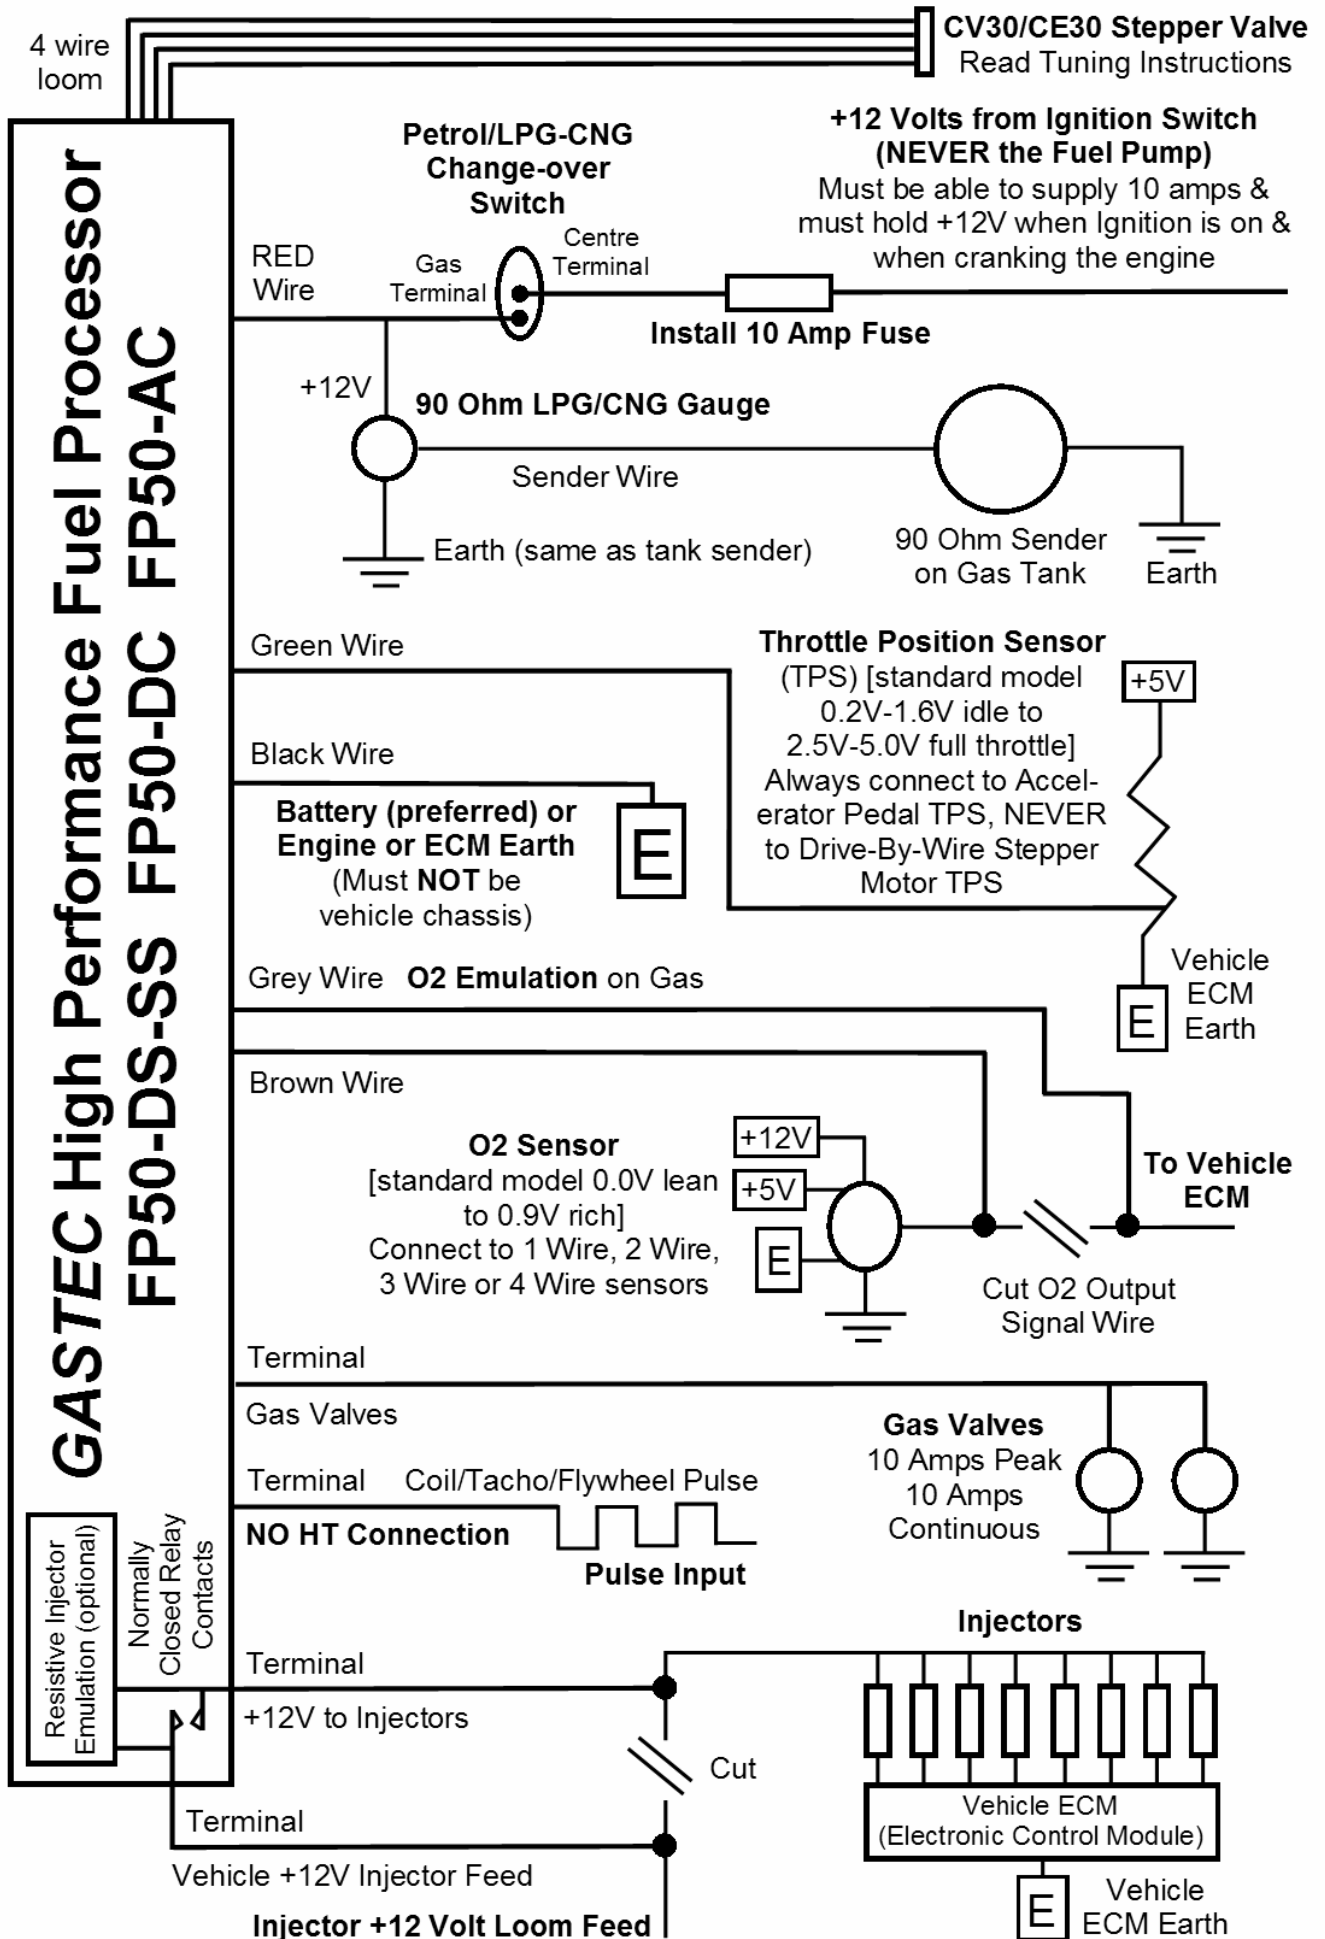 4 wire
loom
CV30/CE30 Stepper Valve
Read Tuning Instructions
GASTEC High Performance Fuel Processor
FP50-DS-SS FP50-DC FP50-AC
Petrol/LPG-CNG
Change-over
Switch
+12 Volts from Ignition Switch
(NEVER the Fuel Pump)
Must be able to supply 10 amps &
must hold +12V when Ignition is on &
when cranking the engine
RED
Wire
Gas
Terminal
Centre
Terminal
Install 10 Amp Fuse
+12V
90 Ohm LPG/CNG Gauge
Sender Wire
Earth (same as tank sender)
90 Ohm Sender
on Gas Tank
Earth
Green Wire
Throttle Position Sensor
(TPS) [standard model
0.2V-1.6V idle to
2.5V-5.0V full throttle]
Always connect to Accel-
erator Pedal TPS, NEVER
to Drive-By-Wire Stepper
Motor TPS
+5V
Black Wire
Battery (preferred) or
Engine or ECM Earth
(Must NOT be
vehicle chassis)
E
Vehicle
ECM
Earth
E
Grey Wire O2 Emulation on Gas
Brown Wire
O2 Sensor
[standard model 0.0V lean
to 0.9V rich]
Connect to 1 Wire, 2 Wire,
3 Wire or 4 Wire sensors
+12V
+5V
E
To Vehicle
ECM
Cut O2 Output
Signal Wire
Terminal
Gas Valves
Gas Valves
10 Amps Peak
10 Amps
Continuous
Terminal Coil/Tacho/Flywheel Pulse
NO HT Connection
Pulse Input
Resistive Injector
Emulation (optional)
Normally
Closed Relay
Contacts
Injectors
Terminal
+12V to Injectors
Cut
Vehicle ECM
(Electronic Control Module)
Terminal
Vehicle +12V Injector Feed
Injector +12 Volt Loom Feed
E
Vehicle
ECM Earth